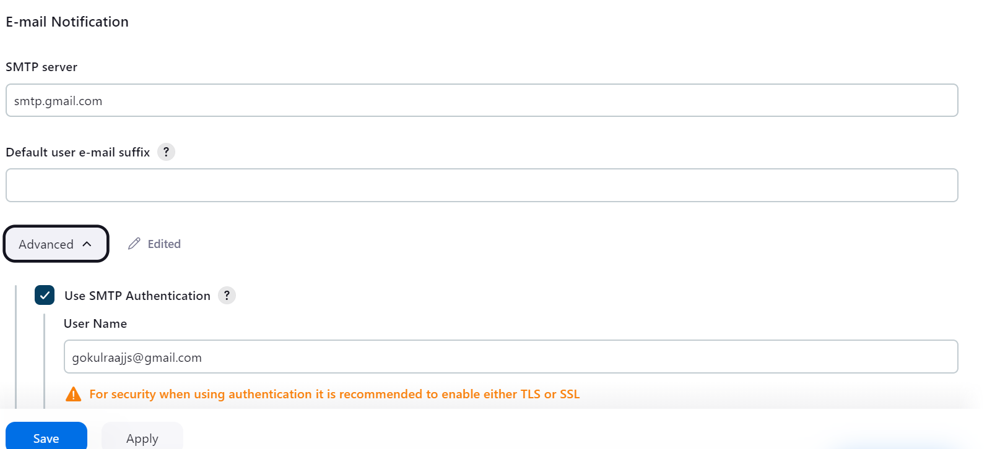 E-mail Notification
SMTP server
smtp.gmail.com
Default user e-mail suffix ?
Advanced Edited
Use SMTP Authentication ?
User Name
gokulraajjs@gmail.com
For security when using authentication it is recommended to enable either TLS or SSL
Save Apply